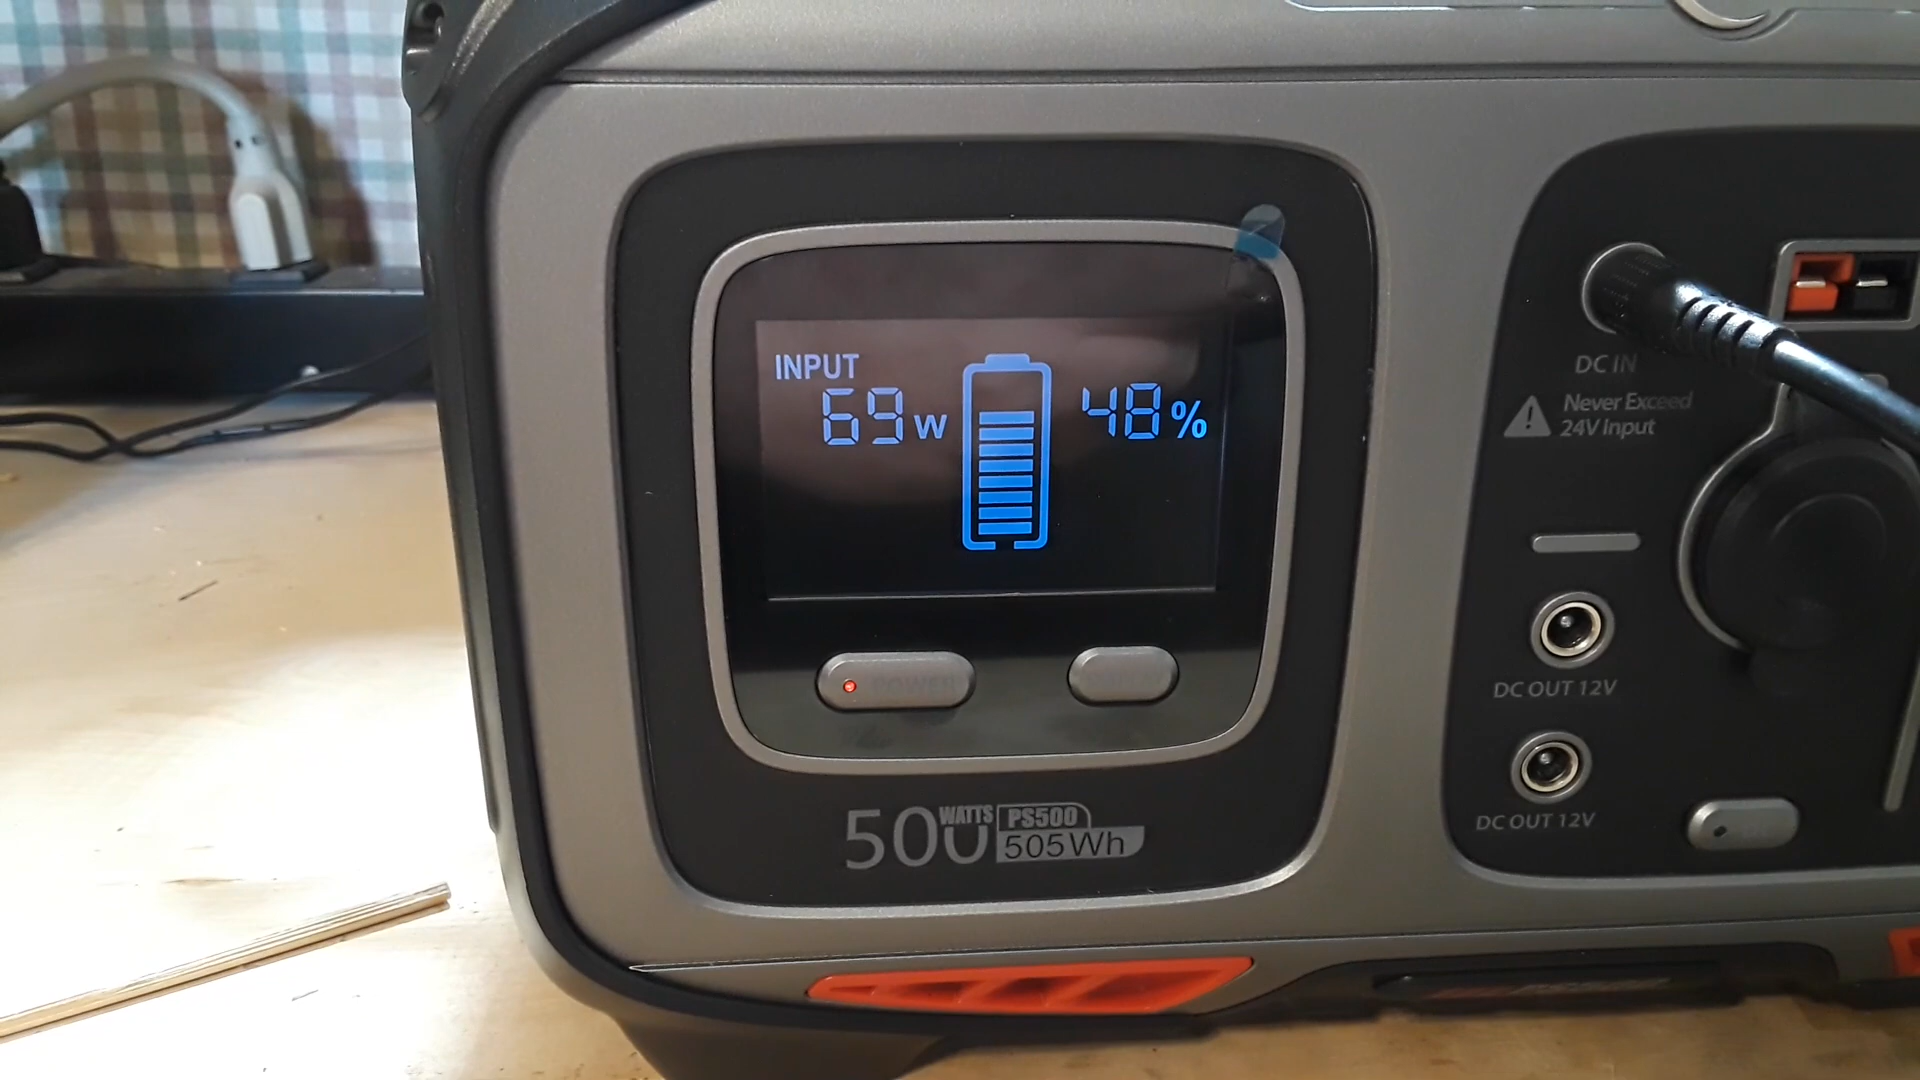 INPUT
69W
48%
POWER
500 WATTS
PS500
505Wh
DC IN
Never Exceed
24V Input
DC OUT 12V
DC OUT 12V